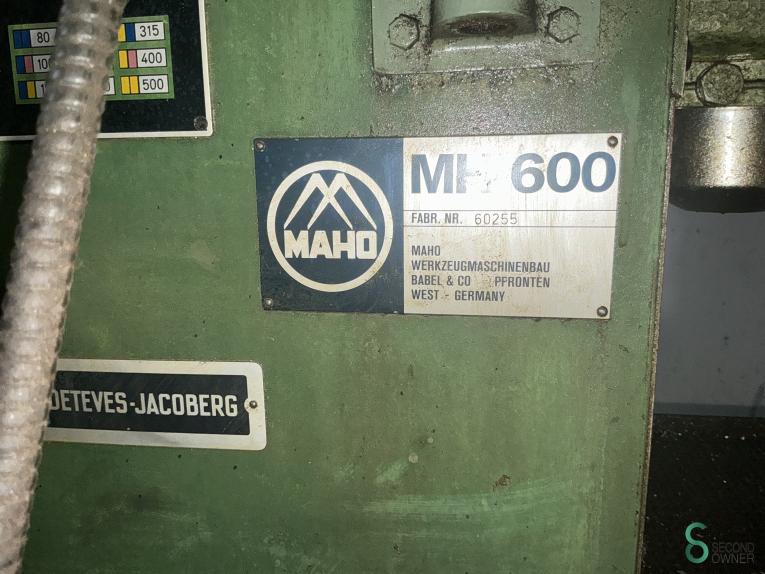 80
315
400
500
MAHO
MH 600
FABR. NR. 60255
MAHO
WERKZEUGMASCHINENBAU
BABEL & CO PFRONTEN
WEST - GERMANY
OETEVES-JACOBERG
SECOND
OWNER